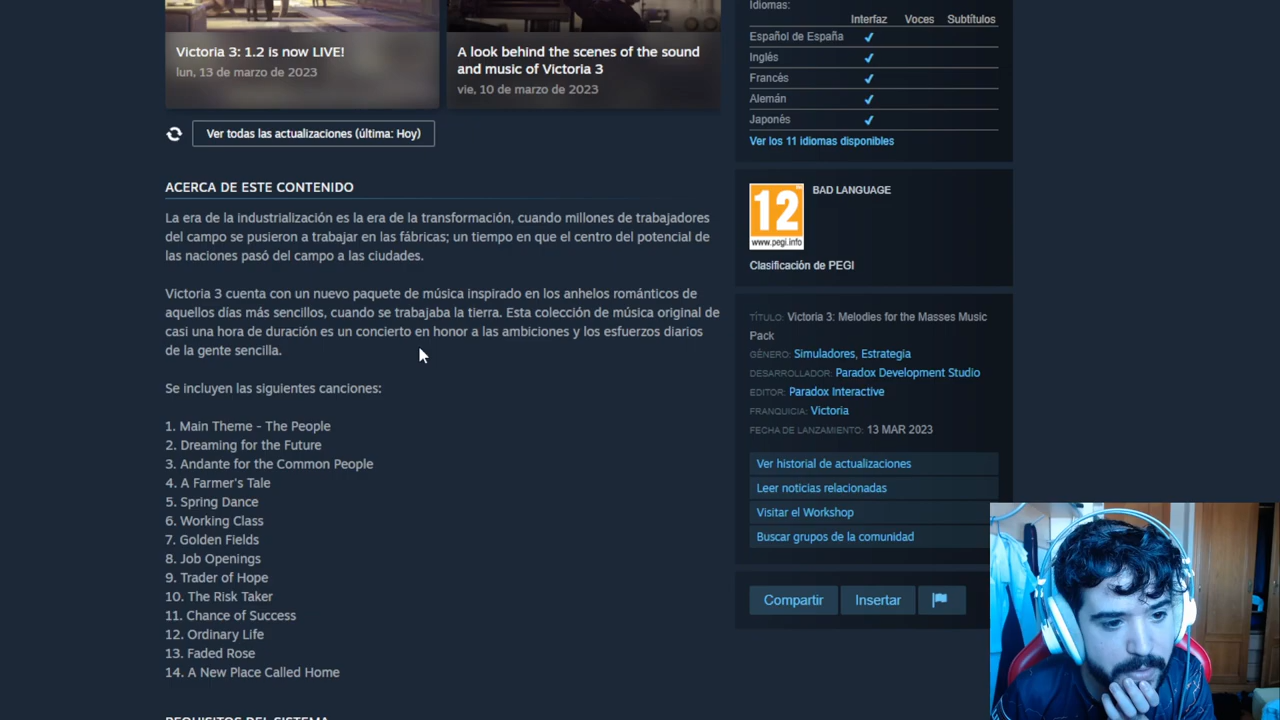 Victoria 3: 1.2 is now LIVE!
lun, 13 de marzo de 2023
A look behind the scenes of the sound
and music of Victoria 3
vie, 10 de marzo de 2023
Ver todas las actualizaciones (última: Hoy)
ACERCA DE ESTE CONTENIDO
La era de la industrialización es la era de la transformación, cuando millones de trabajadores
del campo se pusieron a trabajar en las fábricas; un tiempo en que el centro del potencial de
las naciones pasó del campo a las ciudades.
Victoria 3 cuenta con un nuevo paquete de música inspirado en los anhelos románticos de
aquellos días más sencillos, cuando se trabajaba la tierra. Esta colección de música original de
casi una hora de duración es un concierto en honor a las ambiciones y los esfuerzos diarios
de la gente sencilla.
Se incluyen las siguientes canciones:
1. Main Theme - The People
2. Dreaming for the Future
3. Andante for the Common People
4. A Farmer's Tale
5. Spring Dance
6. Working Class
7. Golden Fields
8. Job Openings
9. Trader of Hope
10. The Risk Taker
11. Chance of Success
12. Ordinary Life
13. Faded Rose
14. A New Place Called Home
REQUISITOS DEL SISTEMA
Idiomas:
Interfaz Voces Subtítulos
Español de España ✔
Inglés ✔
Francés ✔
Alemán ✔
Japonés ✔
Ver los 11 idiomas disponibles
12
www.pegi.info
BAD LANGUAGE
Clasificación de PEGI
TÍTULO: Victoria 3: Melodies for the Masses Music
Pack
GÉNERO: Simuladores, Estrategia
DESARROLLADOR: Paradox Development Studio
EDITOR: Paradox Interactive
FRANQUICIA: Victoria
FECHA DE LANZAMIENTO: 13 MAR 2023
Ver historial de actualizaciones
Leer noticias relacionadas
Visitar el Workshop
Buscar grupos de la comunidad
Compartir
Insertar